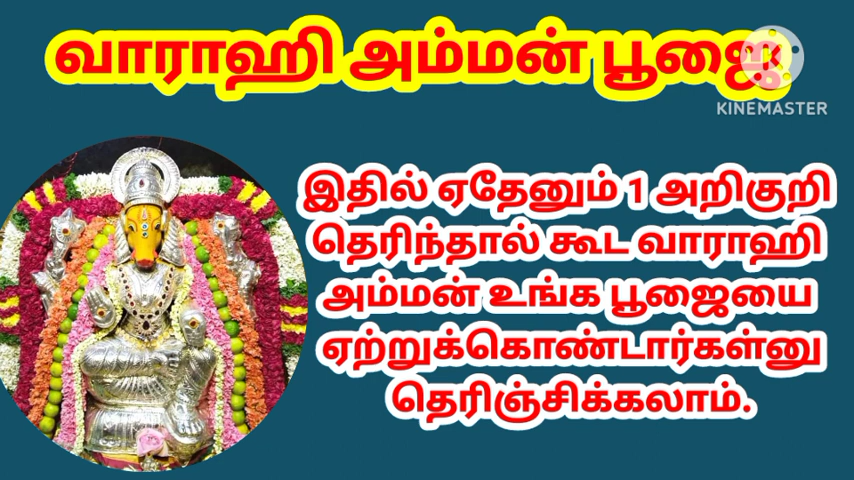 வாராஹி அம்மன் பூஜை
KINEMASTER
இதில் ஏதேனும் 1 அறிகுறி
தெரிந்தால் கூட வாராஹி
அம்மன் உங்க பூஜையை
ஏற்றுக்கொண்டார்கள்னு
தெரிஞ்சிக்கலாம்.